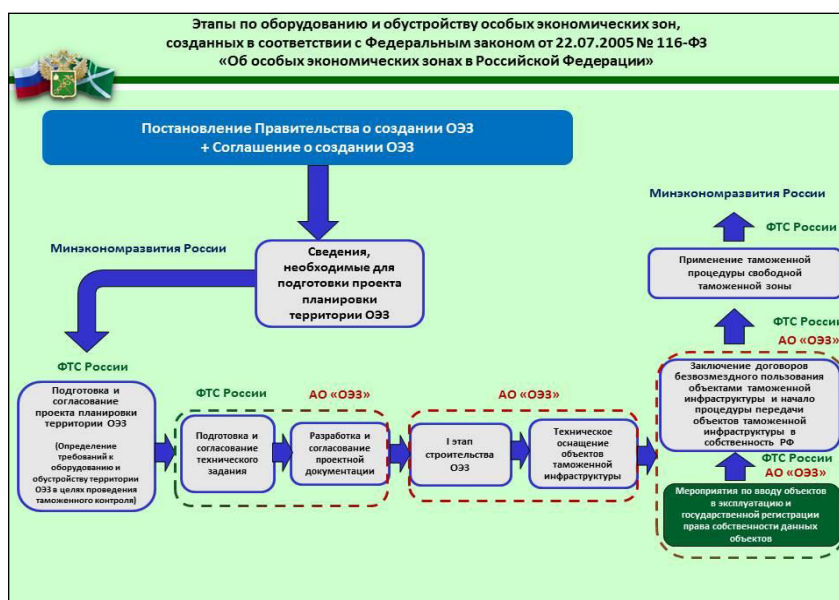 Этапы по оборудованию и обустройству особых экономических зон,
созданных в соответствии с Федеральным законом от 22.07.2005 № 116-ФЗ
«Об особых экономических зонах в Российской Федерации»
Постановление Правительства о создании ОЭЗ
+ Соглашение о создании ОЭЗ
Минэкономразвития России
Сведения,
необходимые для
подготовки проекта
планировки
территории ОЭЗ
ФТС России
Подготовка и
согласование
проекта планировки
территории ОЭЗ
(Определение
требований к
оборудованию и
обустройству территории
ОЭЗ в целях проведения
таможенного контроля)
ФТС России
АО «ОЭЗ»
Подготовка и
согласование
технического
задания
Разработка и
согласование
проектной
документации
АО «ОЭЗ»
I этап
строительства
ОЭЗ
Техническое
оснащение
объектов
таможенной
инфраструктуры
Минэкономразвития России
ФТС России
Применение таможенной
процедуры свободной
таможенной зоны
ФТС России
АО «ОЭЗ»
Заключение договоров
безвозмездного пользования
объектами таможенной
инфраструктуры и начало
процедуры передачи
объектов таможенной
инфраструктуры в
собственность РФ
ФТС России
АО «ОЭЗ»
Мероприятия по вводу объектов
в эксплуатацию и
государственной регистрации
права собственности данных
объектов